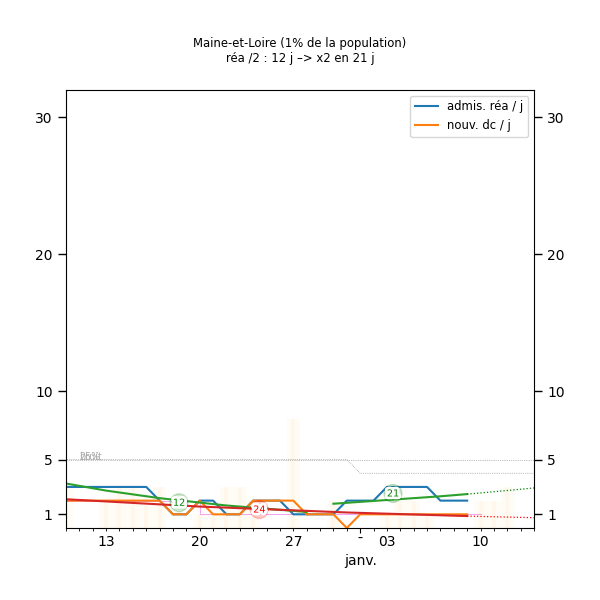 Maine-et-Loire (1% de la population)
réa /2 : 12 j –> x2 en 21 j
admis. réa / j
nouv. dc / j
30 30
20 20
10 10
5 5
1 1
12
24
21
13 20 27 - 03 10
janv.